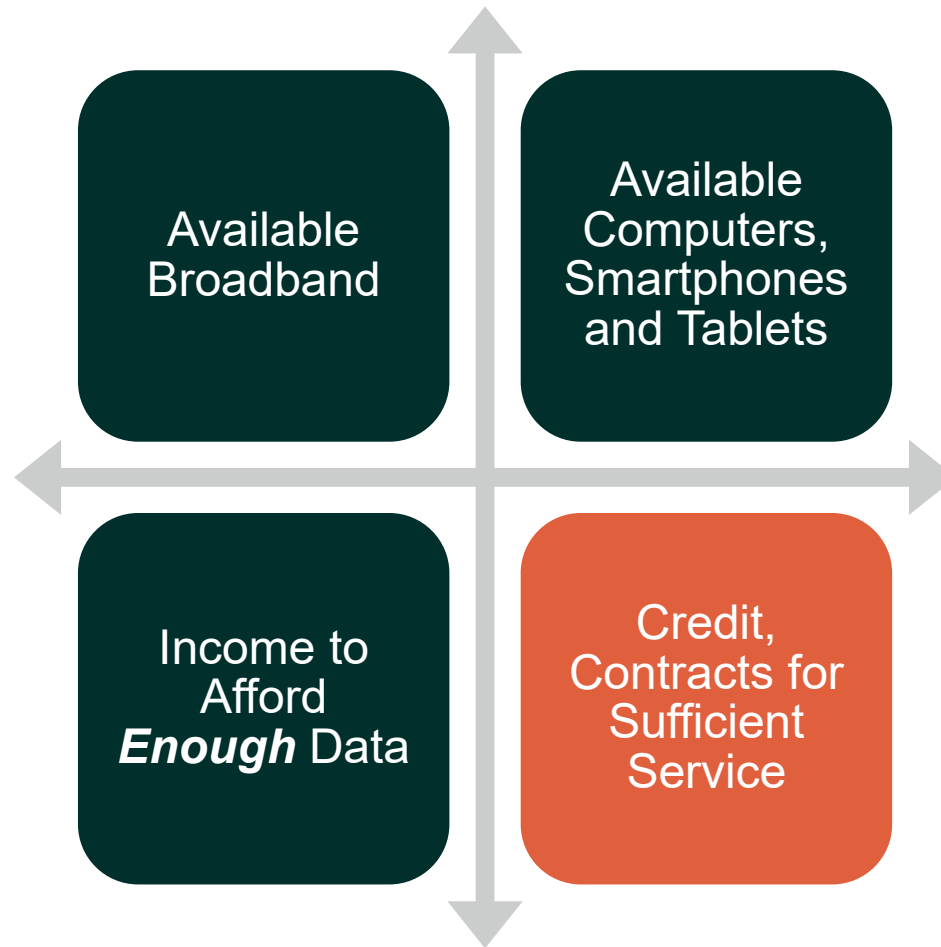 Available
Broadband
Available
Computers,
Smartphones
and Tablets
Income to
Afford
Enough Data
Credit,
Contracts for
Sufficient
Service